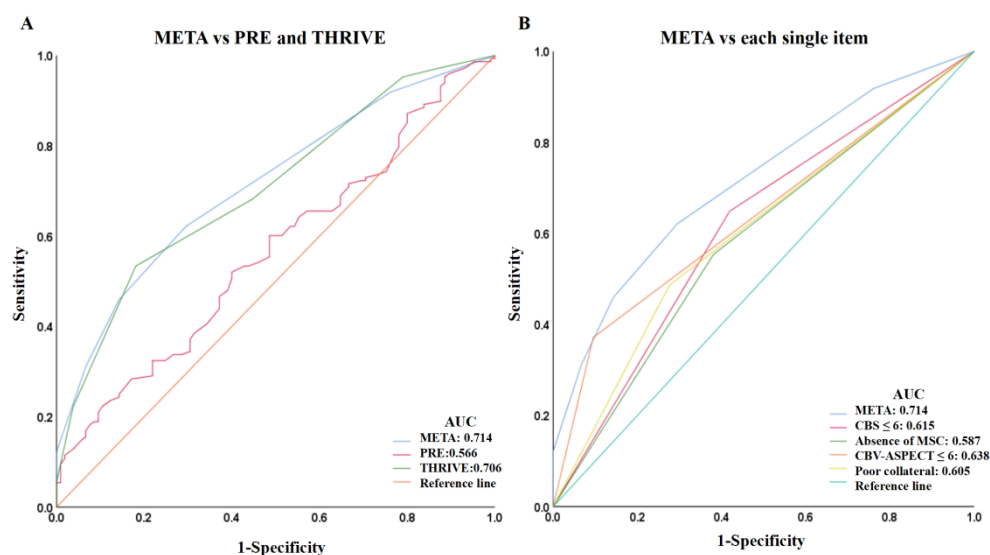 A
META vs PRE and THRIVE
1.0
0.8
0.6
0.4
0.2
0.0
0.0 0.2 0.4 0.6 0.8 1.0
Sensitivity
1-Specificity
AUC
META: 0.714
PRE:0.566
THRIVE:0.706
Reference line
B
META vs each single item
1.0
0.8
0.6
0.4
0.2
0.0
0.0 0.2 0.4 0.6 0.8 1.0
Sensitivity
1-Specificity
AUC
META: 0.714
CBS ≤ 6: 0.615
Absence of MSC: 0.587
CBV-ASPECT ≤ 6: 0.638
Poor collateral: 0.605
Reference line